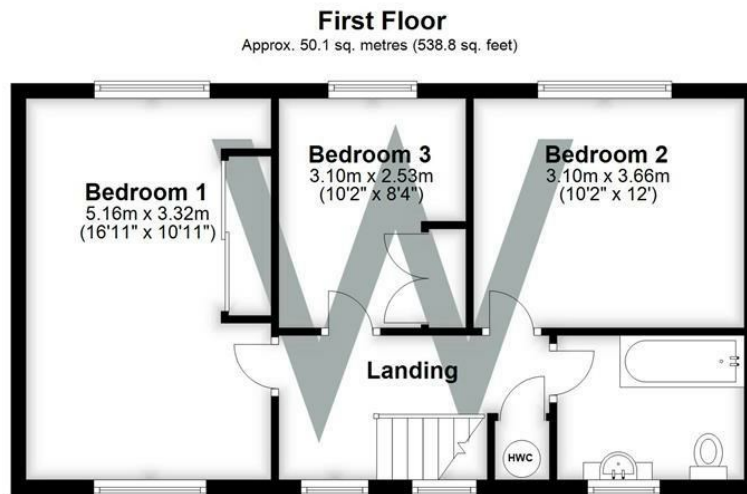 First Floor
Approx. 50.1 sq. metres (538.8 sq. feet)
Bedroom 1
5.16m x 3.32m
(16'11" x 10'11")
Bedroom 3
3.10m x 2.53m
(10'2" x 8'4")
Bedroom 2
3.10m x 3.66m
(10'2" x 12')
Landing
HWC
W